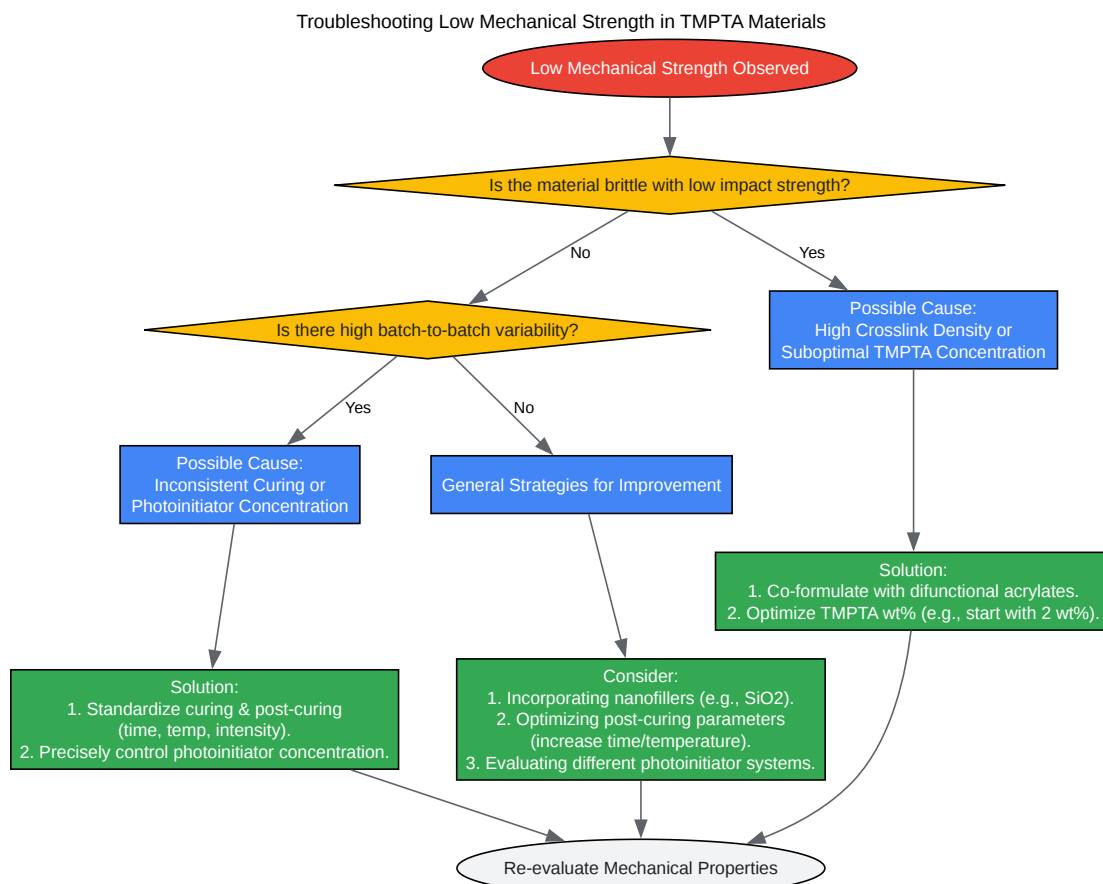 Troubleshooting Low Mechanical Strength in TMPTA Materials
Low Mechanical Strength Observed
Is the material brittle with low impact strength?
No
Yes
Is there high batch-to-batch variability?
Possible Cause:
High Crosslink Density or
Suboptimal TMPTA Concentration
Yes
No
Possible Cause:
Inconsistent Curing or
Photoinitiator Concentration
General Strategies for Improvement
Solution:
1. Co-formulate with difunctional acrylates.
2. Optimize TMPTA wt% (e.g., start with 2 wt%).
Solution:
1. Standardize curing & post-curing
(time, temp, intensity).
2. Precisely control photoinitiator concentration.
Consider:
1. Incorporating nanofillers (e.g., SiO2).
2. Optimizing post-curing parameters
(increase time/temperature).
3. Evaluating different photoinitiator systems.
Re-evaluate Mechanical Properties